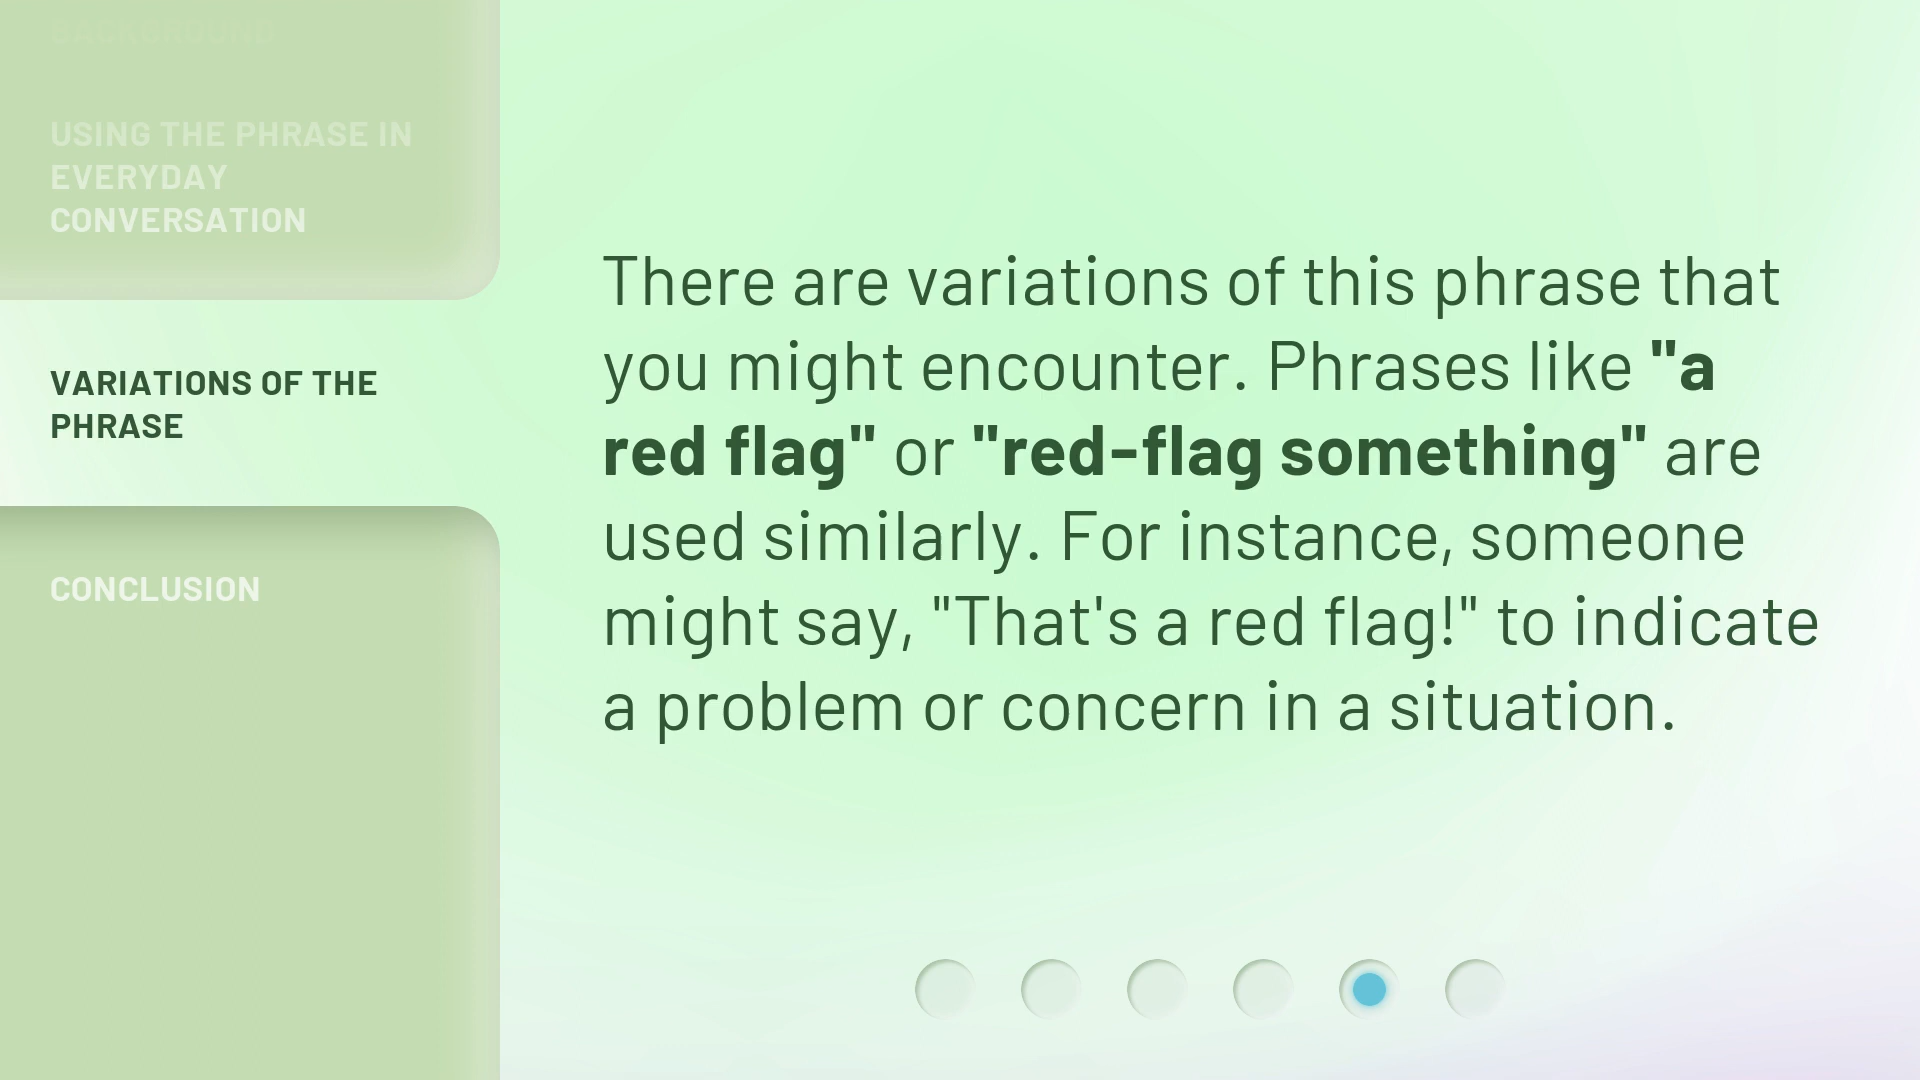 BACKGROUND
USING THE PHRASE IN
EVERYDAY
CONVERSATION
VARIATIONS OF THE
PHRASE
CONCLUSION
There are variations of this phrase that
you might encounter. Phrases like "a
red flag" or "red-flag something" are
used similarly. For instance, someone
might say, "That's a red flag!" to indicate
a problem or concern in a situation.